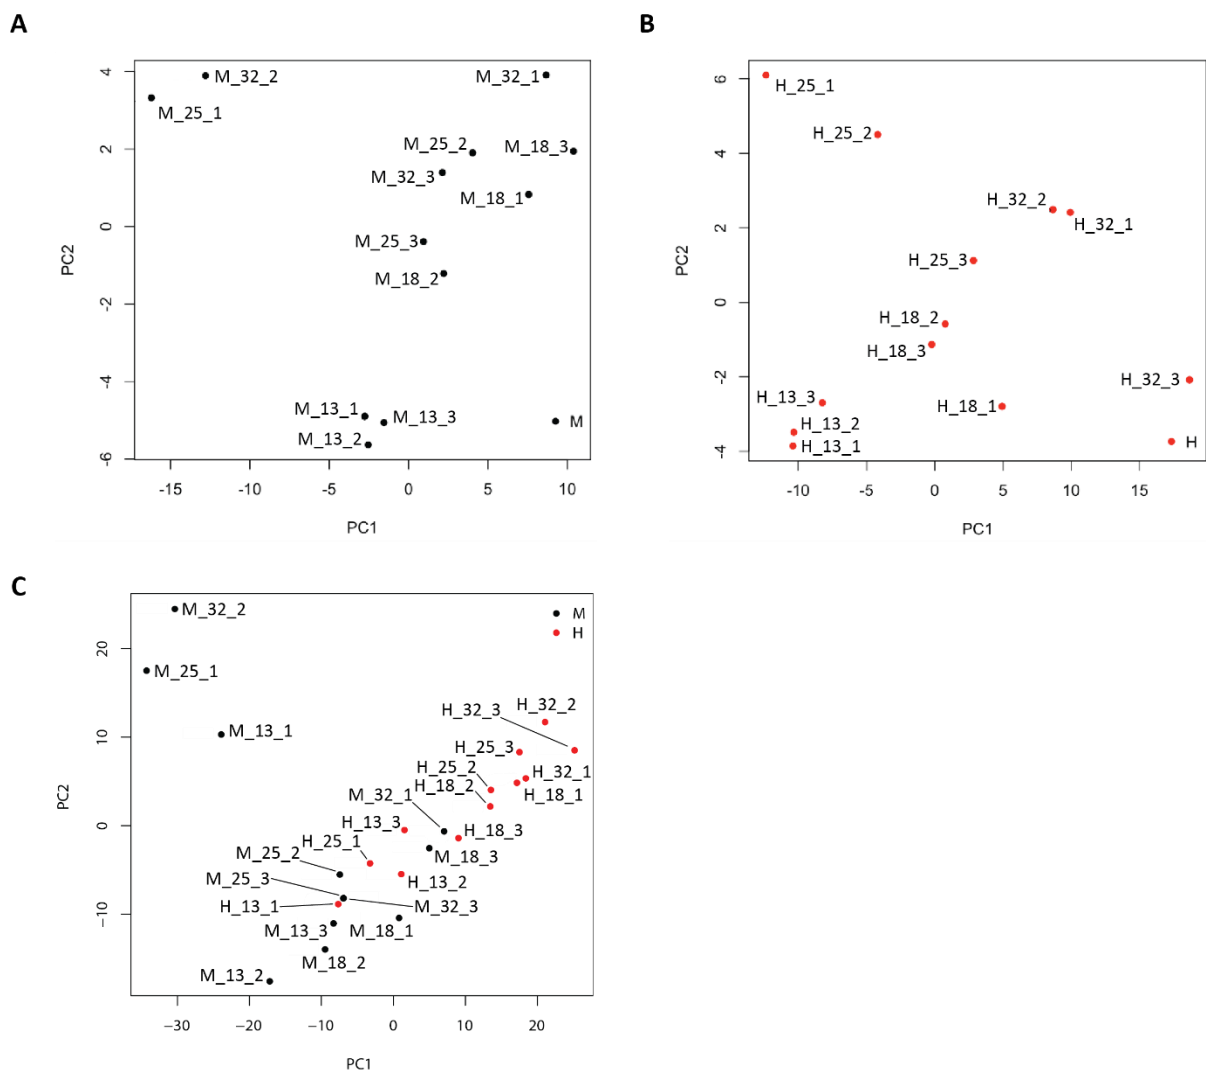 A
M_32_2
M_32_1
M_25_1
M_25_2
M_18_3
M_32_3
M_18_1
M_25_3
M_18_2
M_13_1
M_13_3
M_13_2
M
4
2
0
-2
-4
-6
PC2
-15
-10
-5
0
5
10
PC1
B
H_25_1
H_25_2
H_32_2
H_32_1
H_25_3
H_18_2
H_18_3
H_32_3
H_13_3
H_18_1
H_13_2
H_13_1
H
6
4
2
0
-2
-4
PC2
-10
-5
0
5
10
15
PC1
C
M_32_2
M
H
M_25_1
M_13_1
H_32_3
H_32_2
H_25_3
H_25_2
H_32_1
H_18_2
H_18_1
M_32_1
H_13_3
H_18_3
H_25_1
M_18_3
M_25_2
M_25_3
H_13_2
H_13_1
M_32_3
M_13_3
M_18_1
M_18_2
M_13_2
20
10
0
−10
PC2
−30
−20
−10
0
10
20
PC1